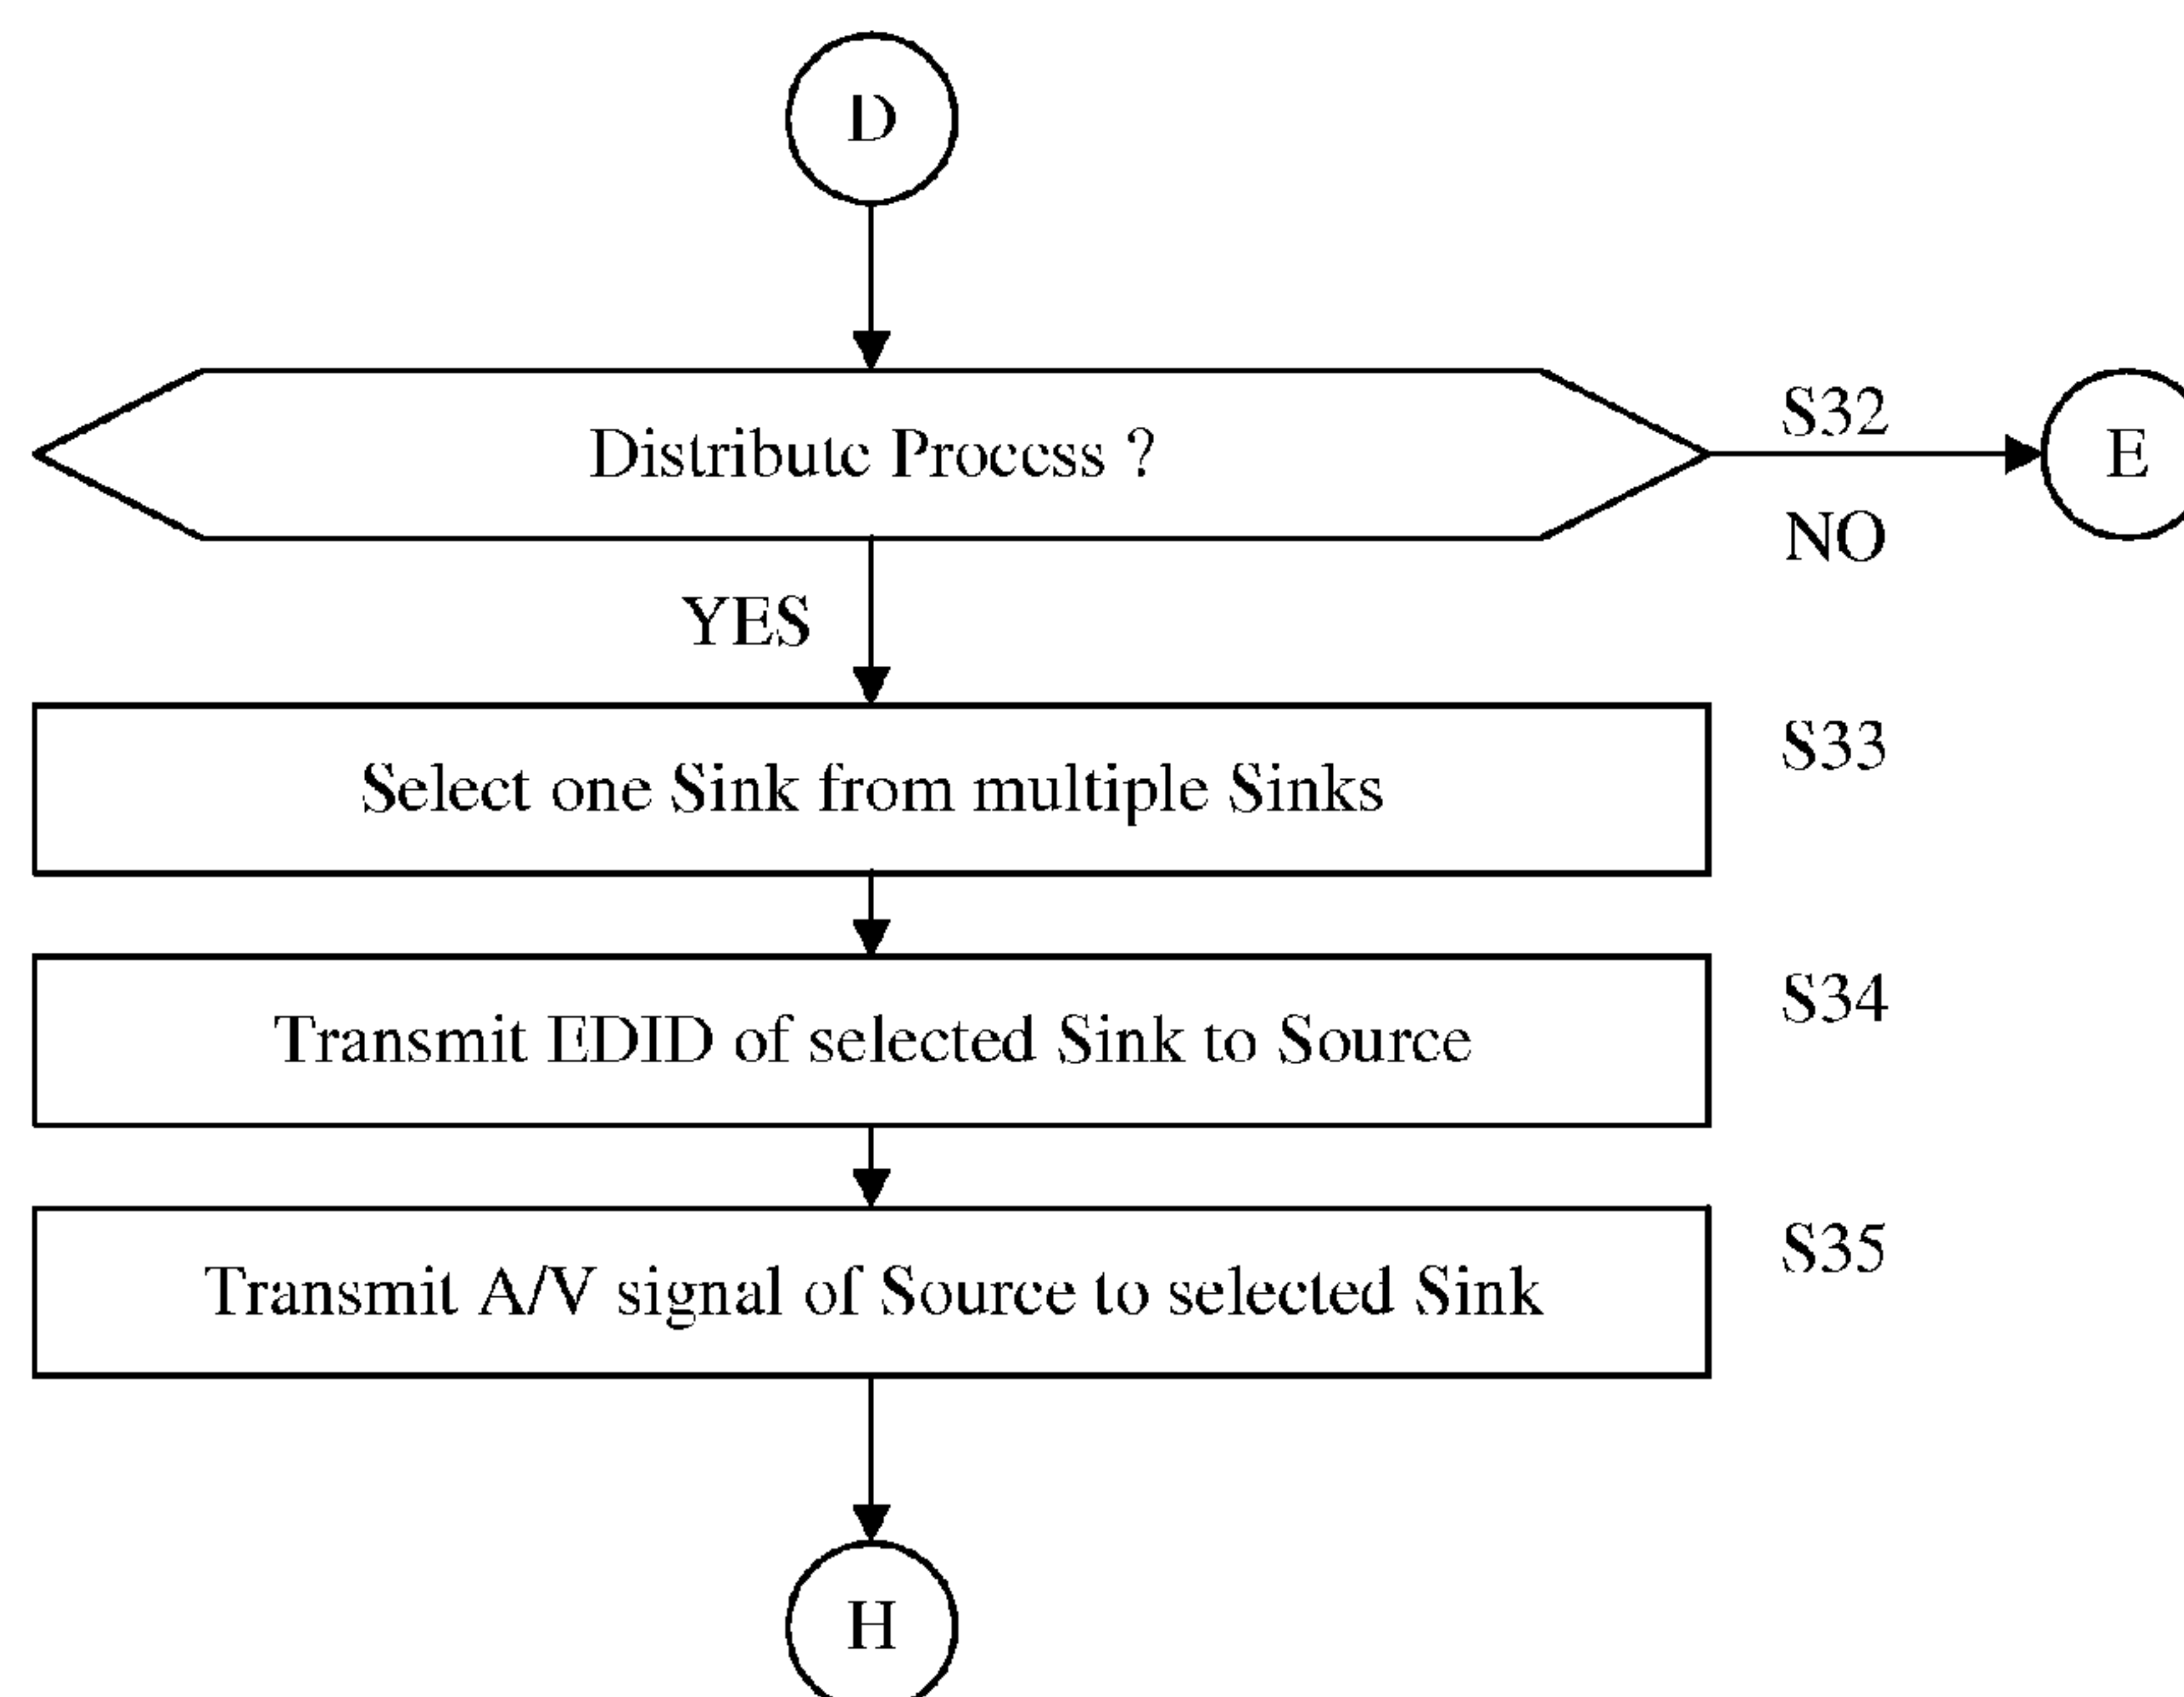 D
Distribute Process ?
S32
E
NO
YES
Select one Sink from multiple Sinks
S33
Transmit EDID of selected Sink to Source
S34
Transmit A/V signal of Source to selected Sink
S35
H